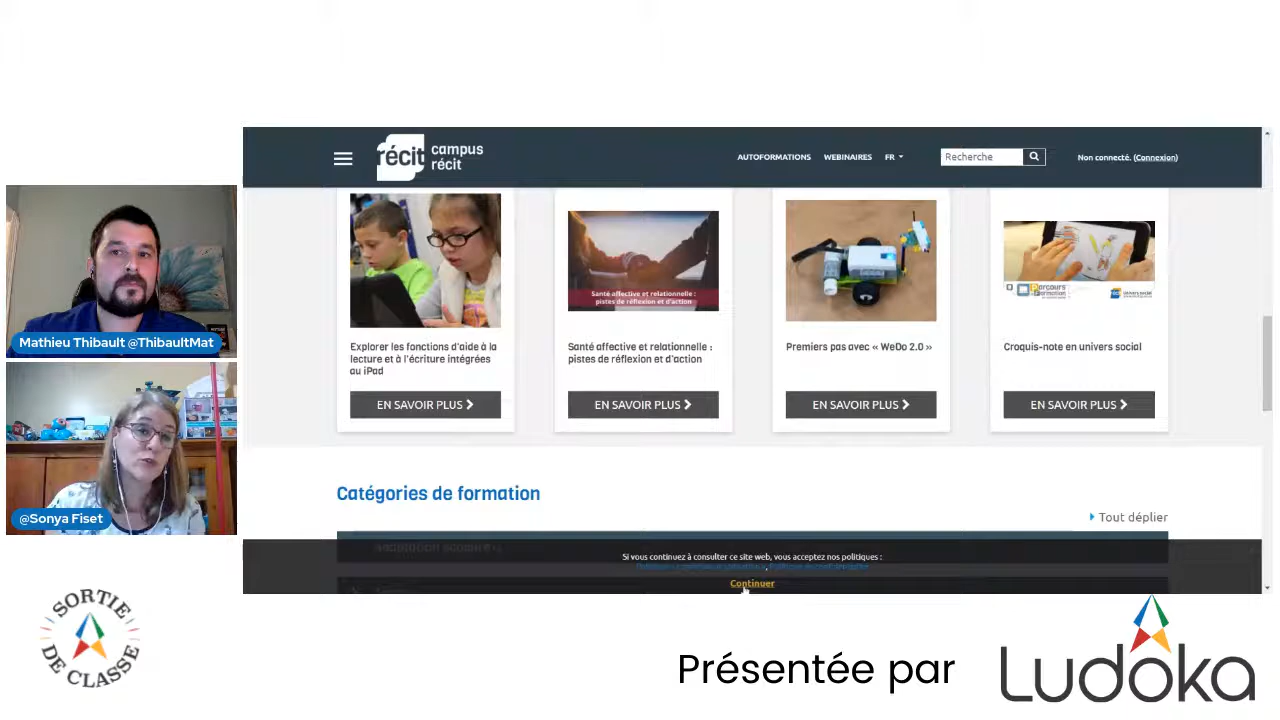 récit campus
récit
AUTOFORMATIONS
WEBINAIRES
FR
Recherche
Non connecté. (Connexion)
Mathieu Thibault @ThibaultMat
@Sonya Fiset
Explorer les fonctions d'aide à la
lecture et à l'écriture intégrées
au iPad
EN SAVOIR PLUS
Santé affective et relationnelle :
pistes de réflexion et d'action
Santé affective et relationnelle :
pistes de réflexion et d'action
EN SAVOIR PLUS
Premiers pas avec « WeDo 2.0 »
EN SAVOIR PLUS
Parcours
Formation
Croquis-note en univers social
EN SAVOIR PLUS
Catégories de formation
Tout déplier
Si vous continuez à consulter ce site web, vous acceptez nos politiques :
Continuer
SORTIE
DE CLASSE
Présentée par
LUDOKa